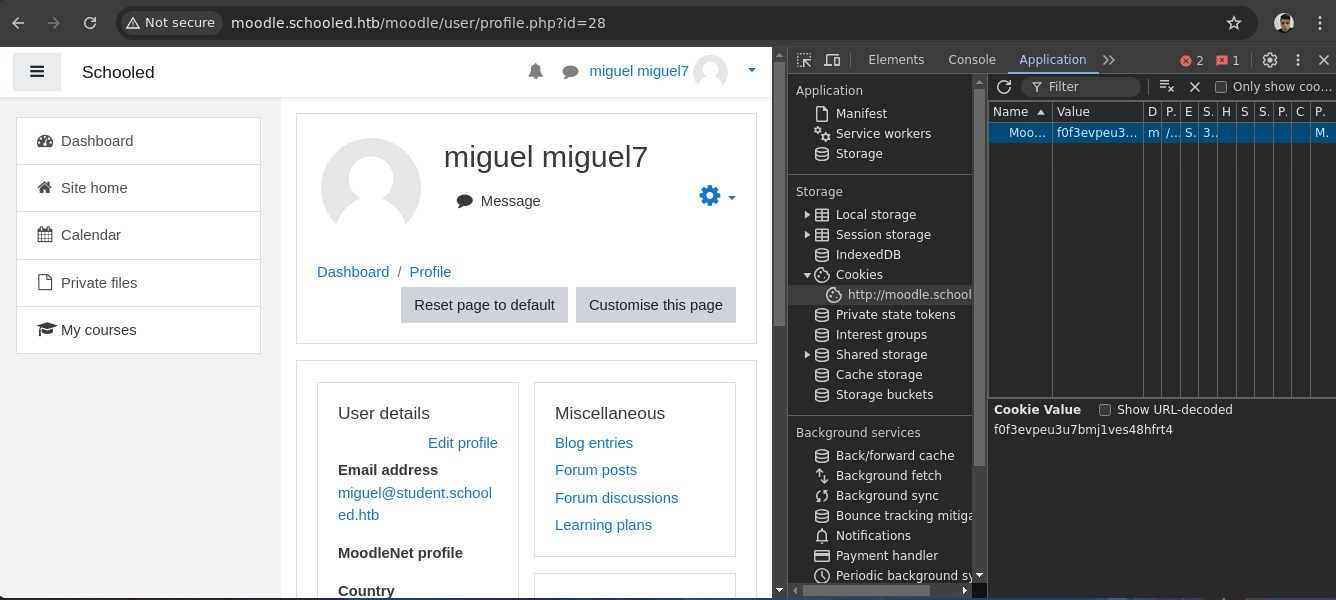 Not secure moodle.schooled.htb/moodle/user/profile.php?id=28
Schooled
miguel miguel7
Dashboard
Site home
Calendar
Private files
My courses
miguel miguel7
Message
Dashboard / Profile
Reset page to default Customise this page
User details
Edit profile
Email address
miguel@student.school
ed.htb
MoodleNet profile
Country
Miscellaneous
Blog entries
Forum posts
Forum discussions
Learning plans
Elements Console Application 2 1
Application
Manifest
Service workers
Storage
Storage
Local storage
Session storage
IndexedDB
Cookies
http://moodle.school
Private state tokens
Interest groups
Shared storage
Cache storage
Storage buckets
Background services
Back/forward cache
Background fetch
Background sync
Bounce tracking mitiga
Notifications
Payment handler
Periodic background sy
Filter Only show coo...
Name Value D P. E S. H S S. P. C P.
Moo... f0f3evpeu3... m /... S. 3.. M.
Cookie Value Show URL-decoded
f0f3evpeu3u7bmj1ves48hfrt4